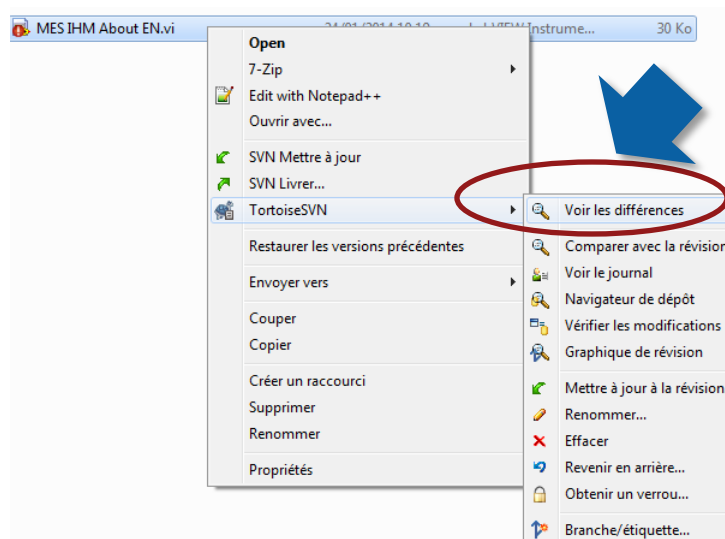 MES IHM About EN.vi 30 Ko
Open
7-Zip
Edit with Notepad++
Ouvrir avec...
SVN Mettre à jour
SVN Livrer...
TortoiseSVN
Restaurer les versions précédentes
Envoyer vers
Couper
Copier
Créer un raccourci
Supprimer
Renommer
Propriétés
Voir les différences
Comparer avec la révision
Voir le journal
Navigateur de dépôt
Vérifier les modifications
Graphique de révision
Mettre à jour à la révision
Renommer...
Effacer
Revenir en arrière...
Obtenir un verrou...
Branche/étiquette...